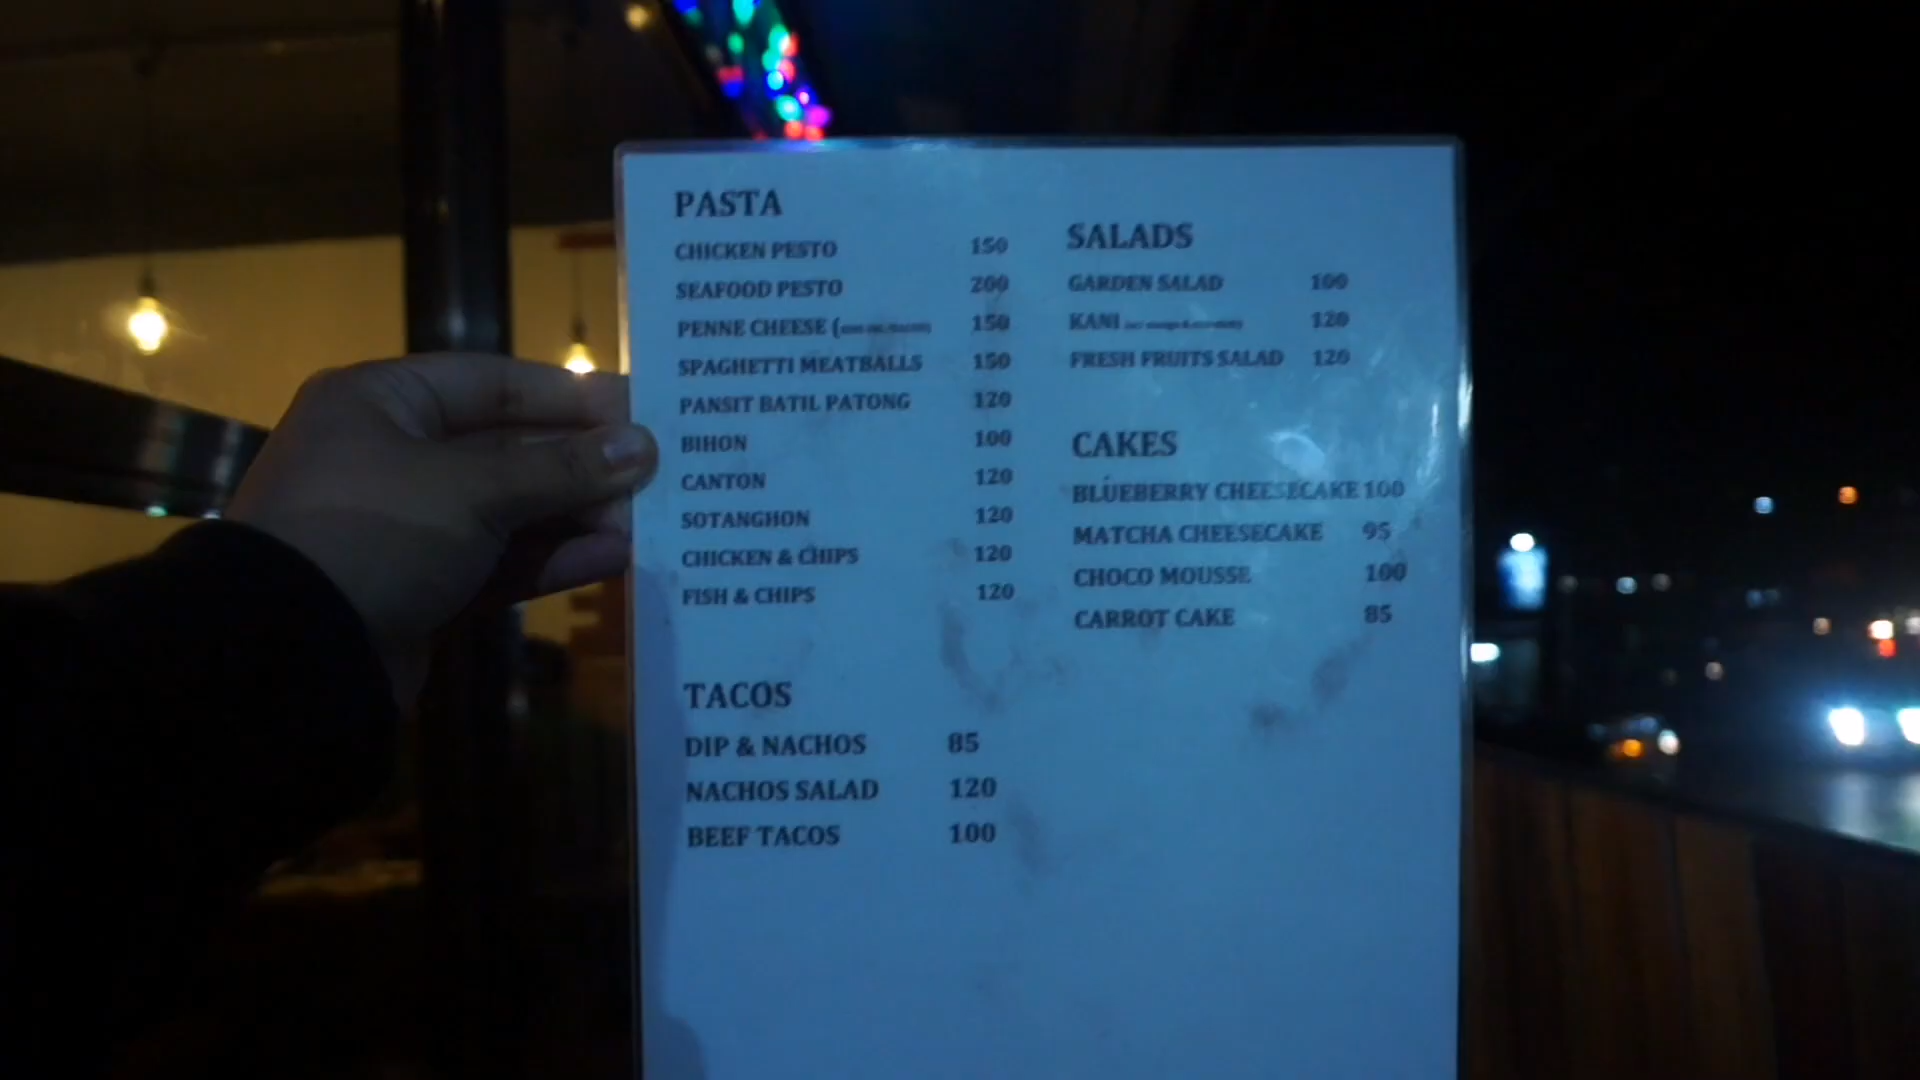 PASTA
CHICKEN PESTO 150
SEAFOOD PESTO 200
PENNE CHEESE ( 150
SPAGHETTI MEATBALLS 150
PANSIT BATIL PATONG 120
BIHON 100
CANTON 120
SOTANGHON 120
CHICKEN & CHIPS 120
FISH & CHIPS 120
TACOS
DIP & NACHOS 85
NACHOS SALAD 120
BEEF TACOS 100
SALADS
GARDEN SALAD 100
KANI 120
FRESH FRUITS SALAD 120
CAKES
BLUEBERRY CHEESECAKE 100
MATCHA CHEESECAKE 95
CHOCO MOUSSE 100
CARROT CAKE 85